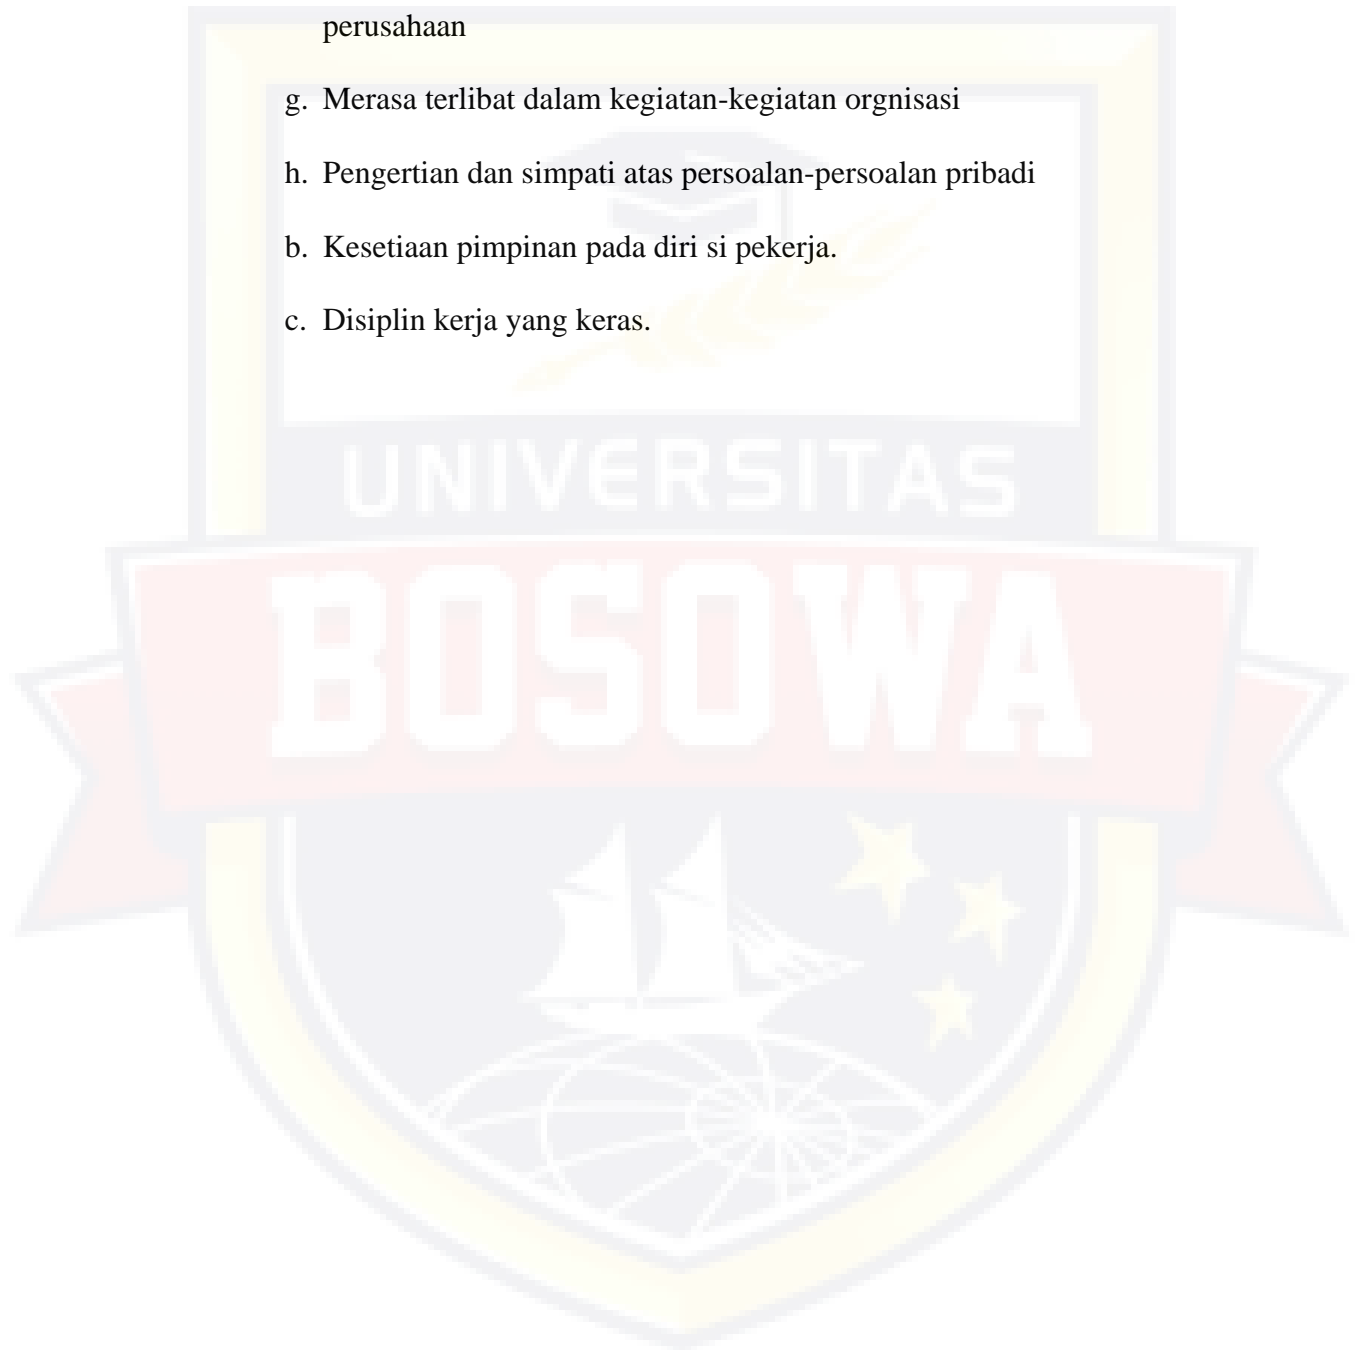 perusahaan
g. Merasa terlibat dalam kegiatan-kegiatan orgnisasi
h. Pengertian dan simpati atas persoalan-persoalan pribadi
b. Kesetiaan pimpinan pada diri si pekerja.
c. Disiplin kerja yang keras.
UNIVERSITAS
BOSOWA